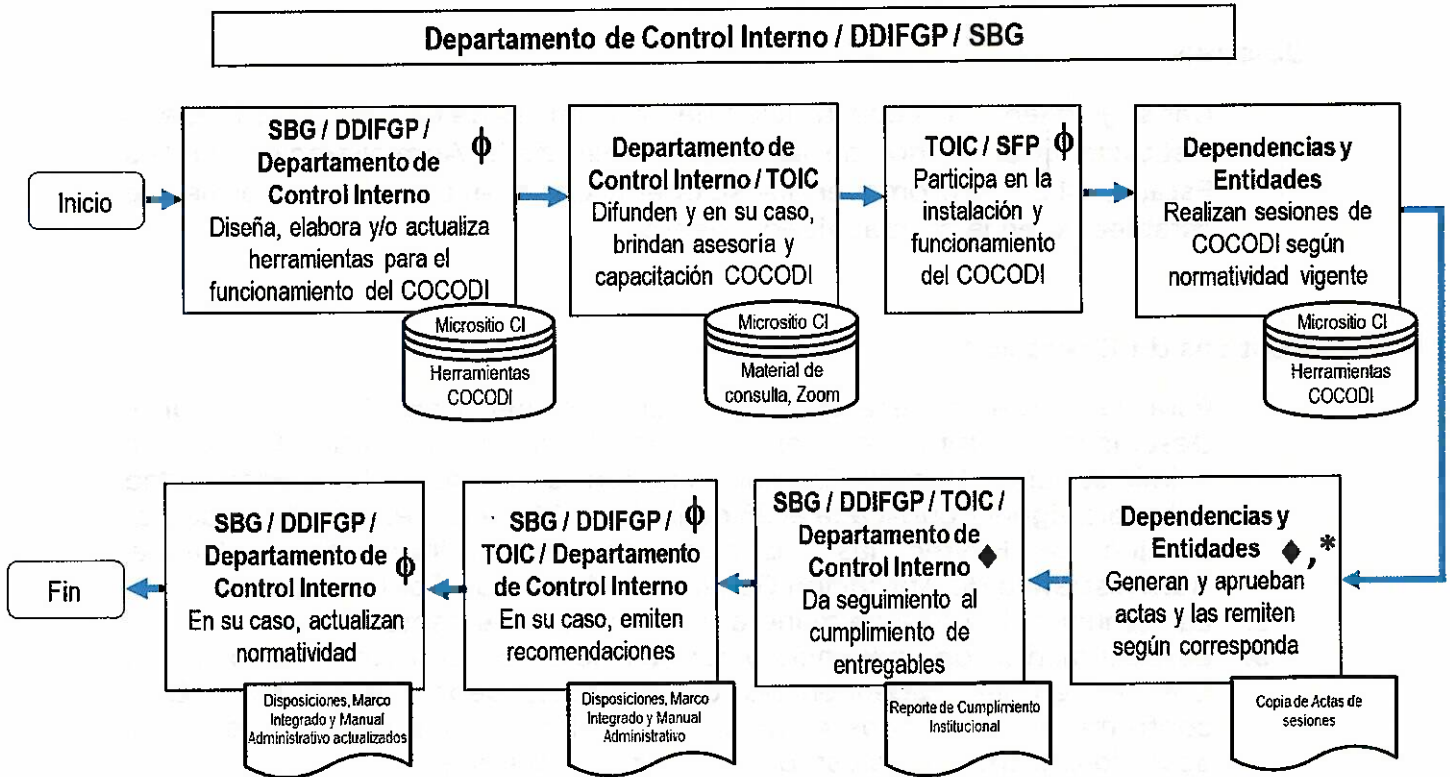 Departamento de Control Interno / DDIFGP / SBG
Inicio
SBG / DDIFGP / ϕ
Departamento de
Control Interno
Diseña, elabora y/o actualiza
herramientas para el
funcionamiento del COCODI
Micrositio CI
Herramientas
COCODI
Departamento de
Control Interno / TOIC
Difunden y en su caso,
brindan asesoría y
capacitación COCODI
Micrositio CI
Material de
consulta, Zoom
TOIC / SFP ϕ
Participa en la
instalación y
funcionamiento
del COCODI
Dependencias y
Entidades
Realizan sesiones de
COCODI según
normatividad vigente
Micrositio CI
Herramientas
COCODI
Dependencias y
Entidades ♦,*
Generan y aprueban
actas y las remiten
según corresponda
Copia de Actas de
sesiones
SBG / DDIFGP / TOIC /
Departamento de
Control Interno ♦
Da seguimiento al
cumplimiento de
entregables
Reporte de Cumplimiento
Institucional
SBG / DDIFGP / ϕ
TOIC / Departamento
de Control Interno
En su caso, emiten
recomendaciones
Disposiciones, Marco
Integrado y Manual
Administrativo
SBG / DDIFGP /
Departamento de ϕ
Control Interno
En su caso, actualizan
normatividad
Disposiciones, Marco
Integrado y Manual
Administrativo actualizados
Fin